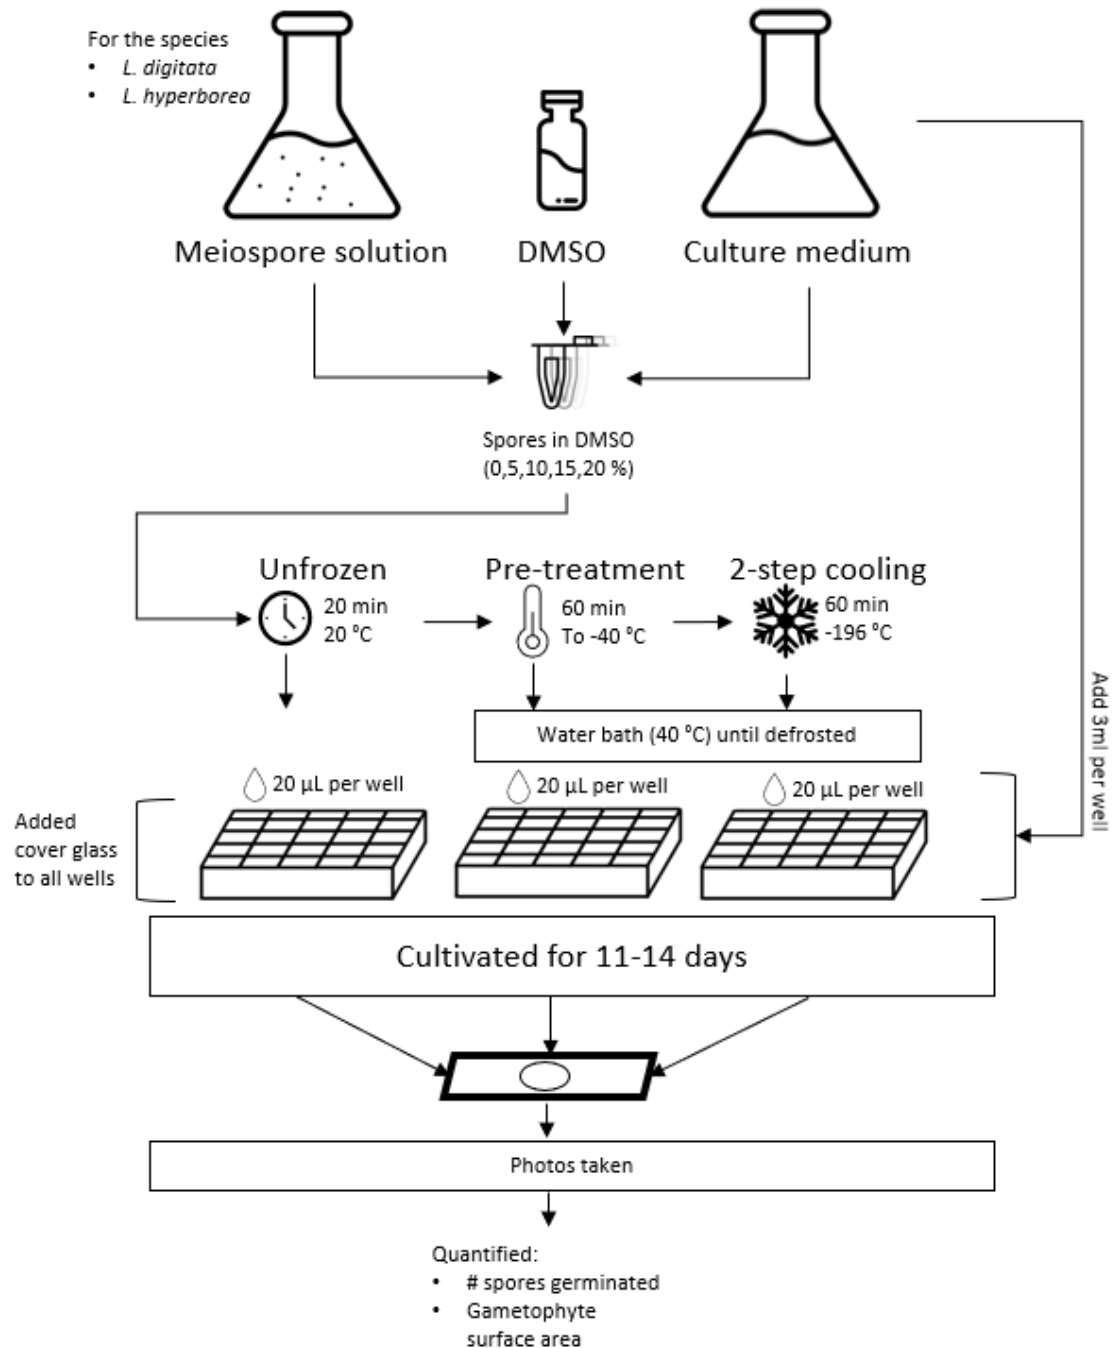 For the species
• L. digitata
• L. hyperborea
Meiospore solution
DMSO
Culture medium
Spores in DMSO
(0,5,10,15,20 %)
Unfrozen
20 min
20 °C
Pre-treatment
60 min
To -40 °C
2-step cooling
60 min
-196 °C
Water bath (40 °C) until defrosted
Add 3ml per well
20 µL per well
20 µL per well
20 µL per well
Added
cover glass
to all wells
Cultivated for 11-14 days
Photos taken
Quantified:
• # spores germinated
• Gametophyte
surface area